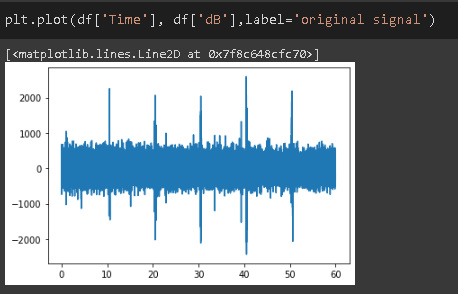 plt.plot(df['Time'], df['dB'],label='original signal')
[<matplotlib.lines.Line2D at 0x7f8c648cfc70>]
2000
1000
0
−1000
−2000
0 10 20 30 40 50 60